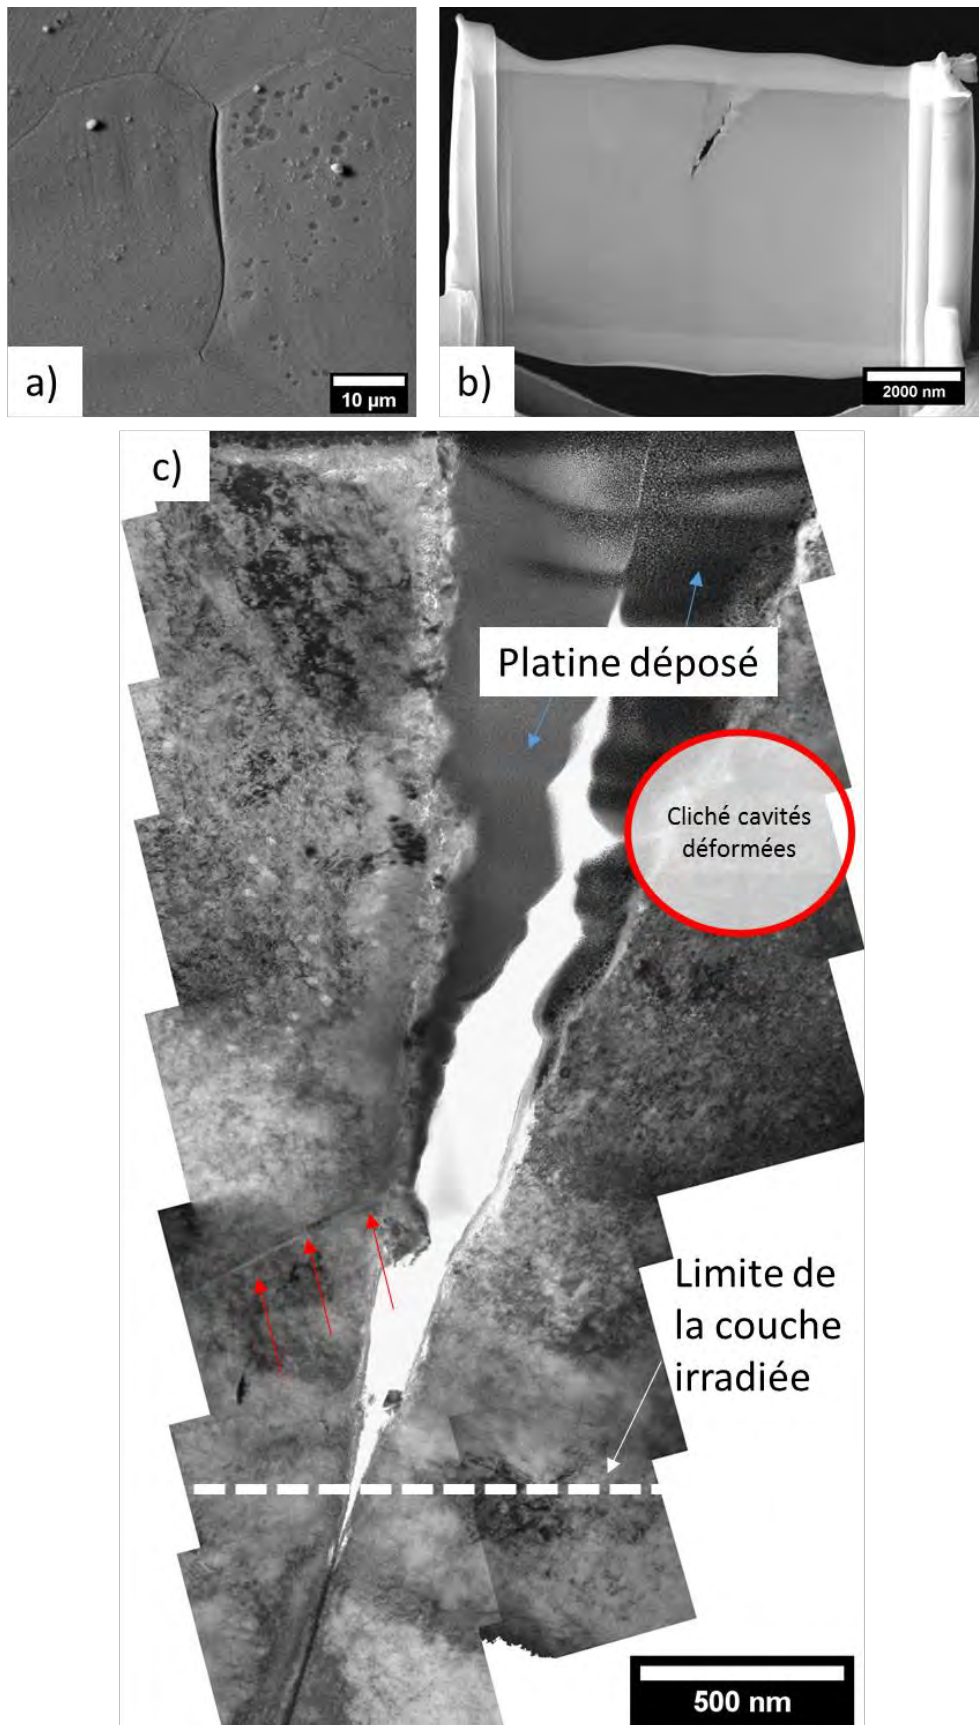 a)
10 µm
b)
2000 nm
c)
Platine déposé
Cliché cavités
déformées
Limite de
la couche
irradiée
500 nm